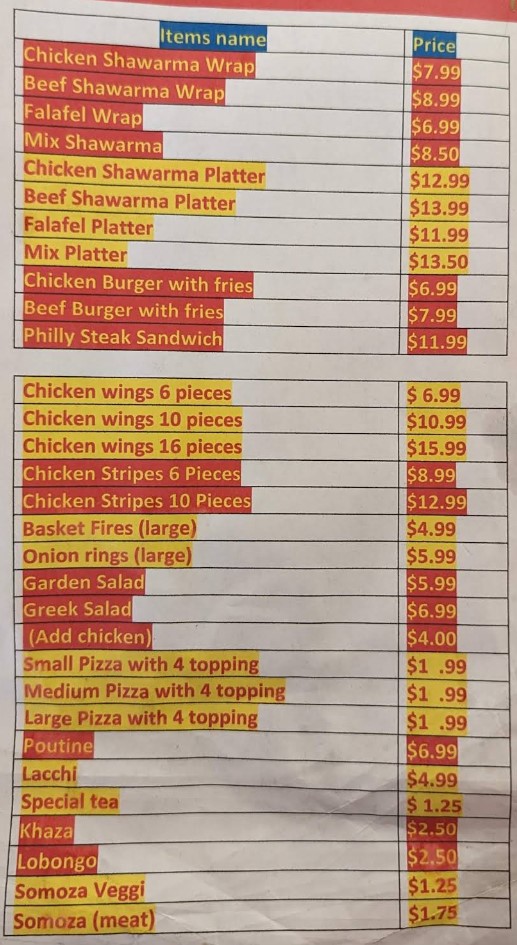 Items name Price
Chicken Shawarma Wrap $7.99
Beef Shawarma Wrap $8.99
Falafel Wrap $6.99
Mix Shawarma $8.50
Chicken Shawarma Platter $12.99
Beef Shawarma Platter $13.99
Falafel Platter $11.99
Mix Platter $13.50
Chicken Burger with fries $6.99
Beef Burger with fries $7.99
Philly Steak Sandwich $11.99
Chicken wings 6 pieces $ 6.99
Chicken wings 10 pieces $10.99
Chicken wings 16 pieces $15.99
Chicken Stripes 6 Pieces $8.99
Chicken Stripes 10 Pieces $12.99
Basket Fires (large) $4.99
Onion rings (large) $5.99
Garden Salad $5.99
Greek Salad $6.99
(Add chicken) $4.00
Small Pizza with 4 topping $1 .99
Medium Pizza with 4 topping $1 .99
Large Pizza with 4 topping $1 .99
Poutine $6.99
Lacchi $4.99
Special tea $ 1.25
Khaza $2.50
Lobongo $2.50
Somoza Veggi $1.25
Somoza (meat) $1.75